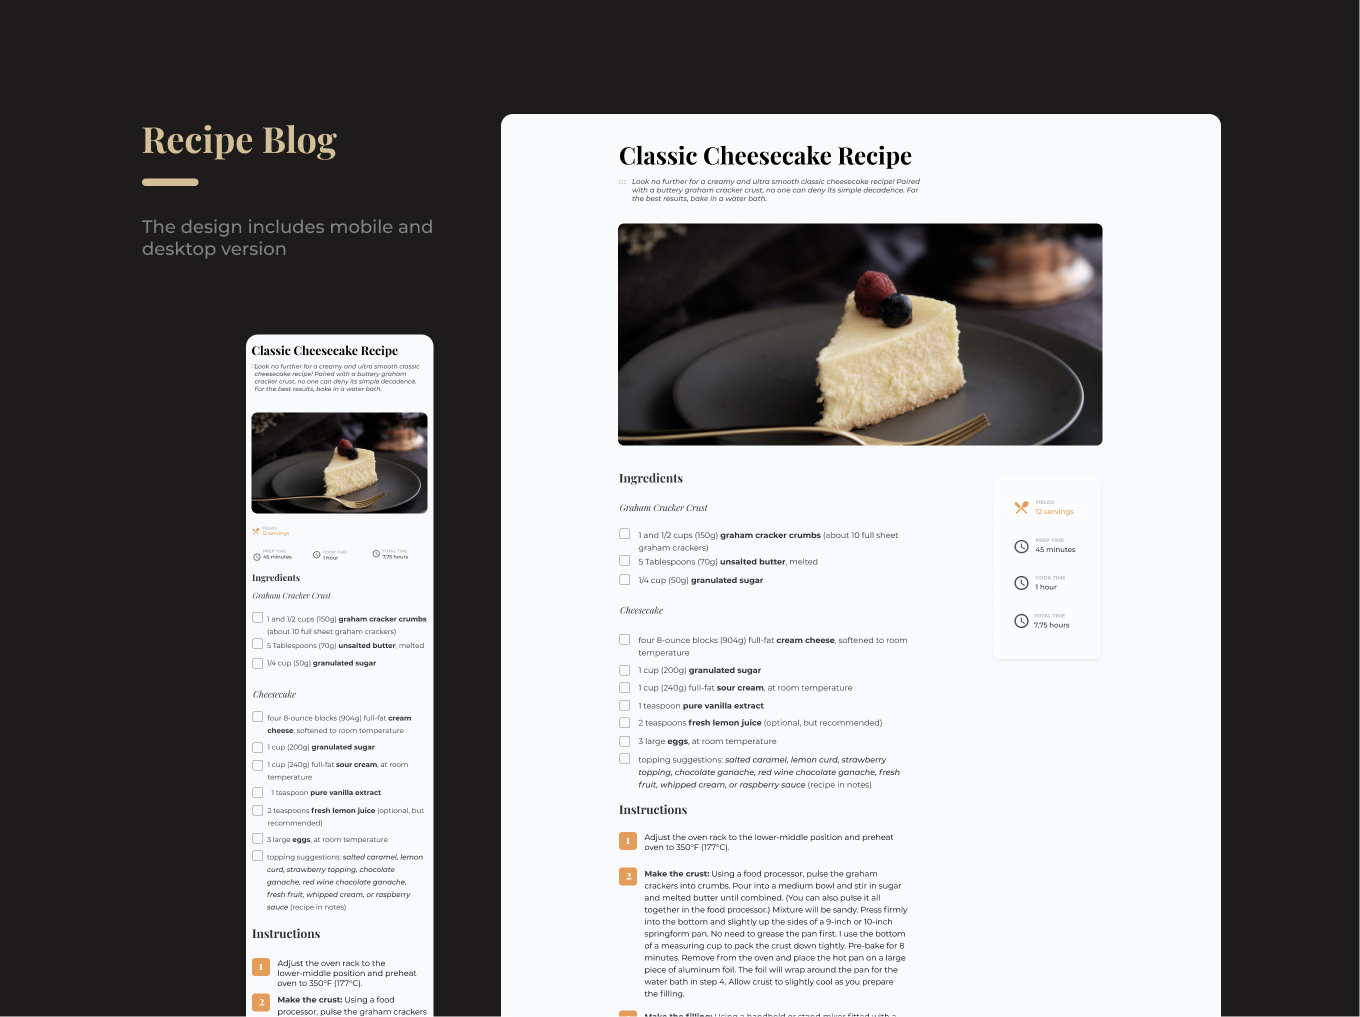 Recipe Blog
The design includes mobile and
desktop version
Classic Cheesecake Recipe
Look no further for a creamy and ultra smooth classic
cheesecake recipe! Paired with a buttery graham
cracker crust, no one can deny its simple decadence.
For the best results, bake in a water bath.
YIELDS
12 servings
PREP TIME
45 minutes
COOK TIME
1 hour
TOTAL TIME
7,75 hours
Ingredients
Graham Cracker Crust
1 and 1/2 cups (150g) graham cracker crumbs
(about 10 full sheet graham crackers)
5 Tablespoons (70g) unsalted butter, melted
1/4 cup (50g) granulated sugar
Cheesecake
four 8-ounce blocks (904g) full-fat cream
cheese, softened to room temperature
1 cup (200g) granulated sugar
1 cup (240g) full-fat sour cream, at room
temperature
1 teaspoon pure vanilla extract
2 teaspoons fresh lemon juice (optional, but
recommended)
3 large eggs, at room temperature
topping suggestions: salted caramel, lemon
curd, strawberry topping, chocolate
ganache, red wine chocolate ganache,
fresh fruit, whipped cream, or raspberry
sauce (recipe in notes)
Instructions
1 Adjust the oven rack to the
lower-middle position and preheat
oven to 350°F (177°C).
2 Make the crust: Using a food
processor, pulse the graham crackers
Classic Cheesecake Recipe
Look no further for a creamy and ultra smooth classic cheesecake recipe! Paired
with a buttery graham cracker crust, no one can deny its simple decadence. For
the best results, bake in a water bath.
Ingredients
Graham Cracker Crust
1 and 1/2 cups (150g) graham cracker crumbs (about 10 full sheet
graham crackers)
5 Tablespoons (70g) unsalted butter, melted
1/4 cup (50g) granulated sugar
Cheesecake
four 8-ounce blocks (904g) full-fat cream cheese, softened to room
temperature
1 cup (200g) granulated sugar
1 cup (240g) full-fat sour cream, at room temperature
1 teaspoon pure vanilla extract
2 teaspoons fresh lemon juice (optional, but recommended)
3 large eggs, at room temperature
topping suggestions: salted caramel, lemon curd, strawberry
topping, chocolate ganache, red wine chocolate ganache, fresh
fruit, whipped cream, or raspberry sauce (recipe in notes)
YIELDS
12 servings
PREP TIME
45 minutes
COOK TIME
1 hour
TOTAL TIME
7,75 hours
Instructions
1 Adjust the oven rack to the lower-middle position and preheat
oven to 350°F (177°C).
2 Make the crust: Using a food processor, pulse the graham
crackers into crumbs. Pour into a medium bowl and stir in sugar
and melted butter until combined. (You can also pulse it all
together in the food processor.) Mixture will be sandy. Press firmly
into the bottom and slightly up the sides of a 9-inch or 10-inch
springform pan. No need to grease the pan first. I use the bottom
of a measuring cup to pack the crust down tightly. Pre-bake for 8
minutes. Remove from the oven and place the hot pan on a large
piece of aluminum foil. The foil will wrap around the pan for the
water bath in step 4. Allow crust to slightly cool as you prepare
the filling.
Make the filling: Using a handheld or stand mixer fitted with a